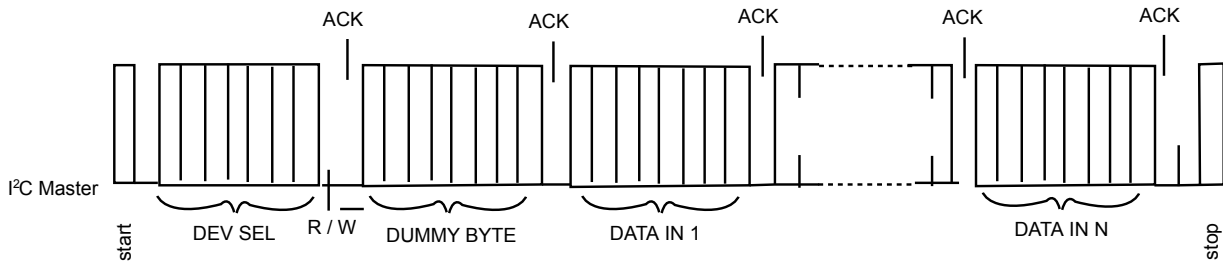 ACK ACK ACK ACK ACK
I²C Master
start DEV SEL R / W DUMMY BYTE DATA IN 1 DATA IN N stop